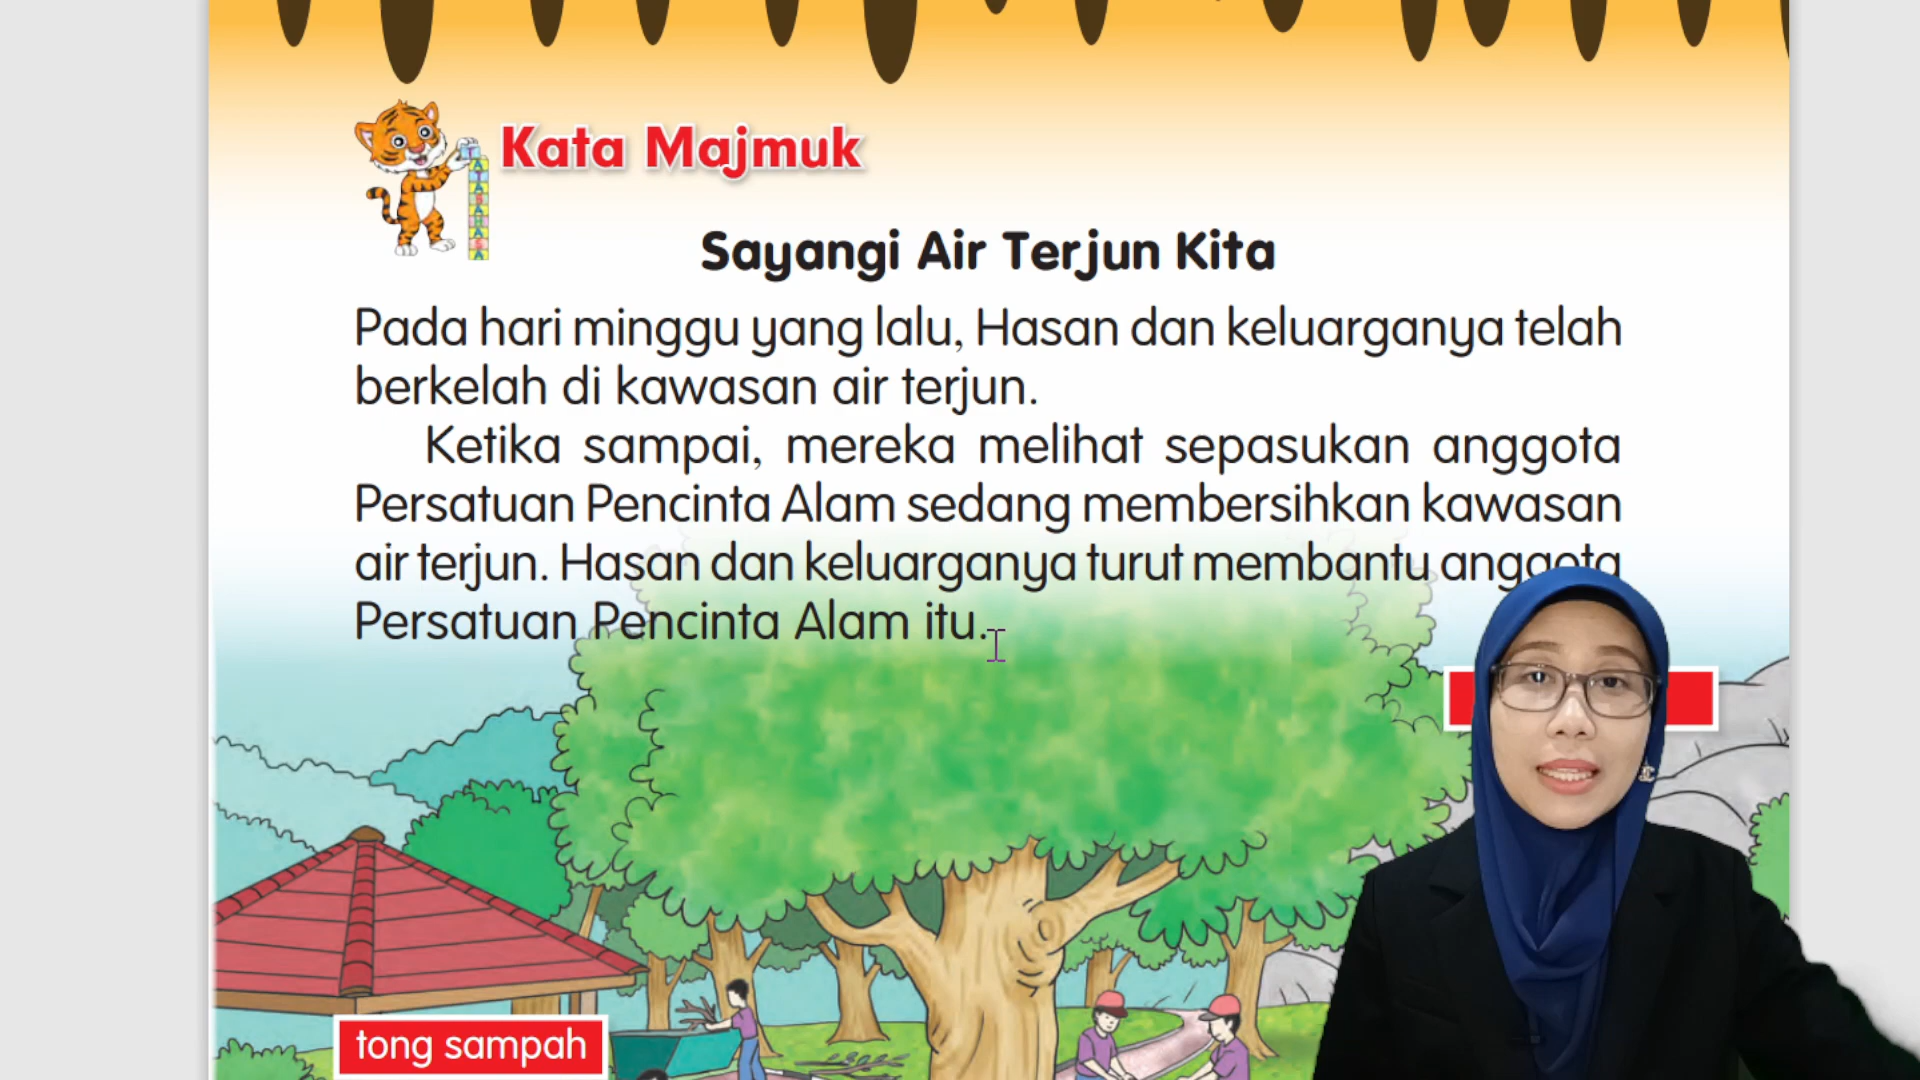 Kata Majmuk
Sayangi Air Terjun Kita
Pada hari minggu yang lalu, Hasan dan keluarganya telah
berkelah di kawasan air terjun.
Ketika sampai, mereka melihat sepasukan anggota
Persatuan Pencinta Alam sedang membersihkan kawasan
air terjun. Hasan dan keluarganya turut membantu anggota
Persatuan Pencinta Alam itu.
tong sampah